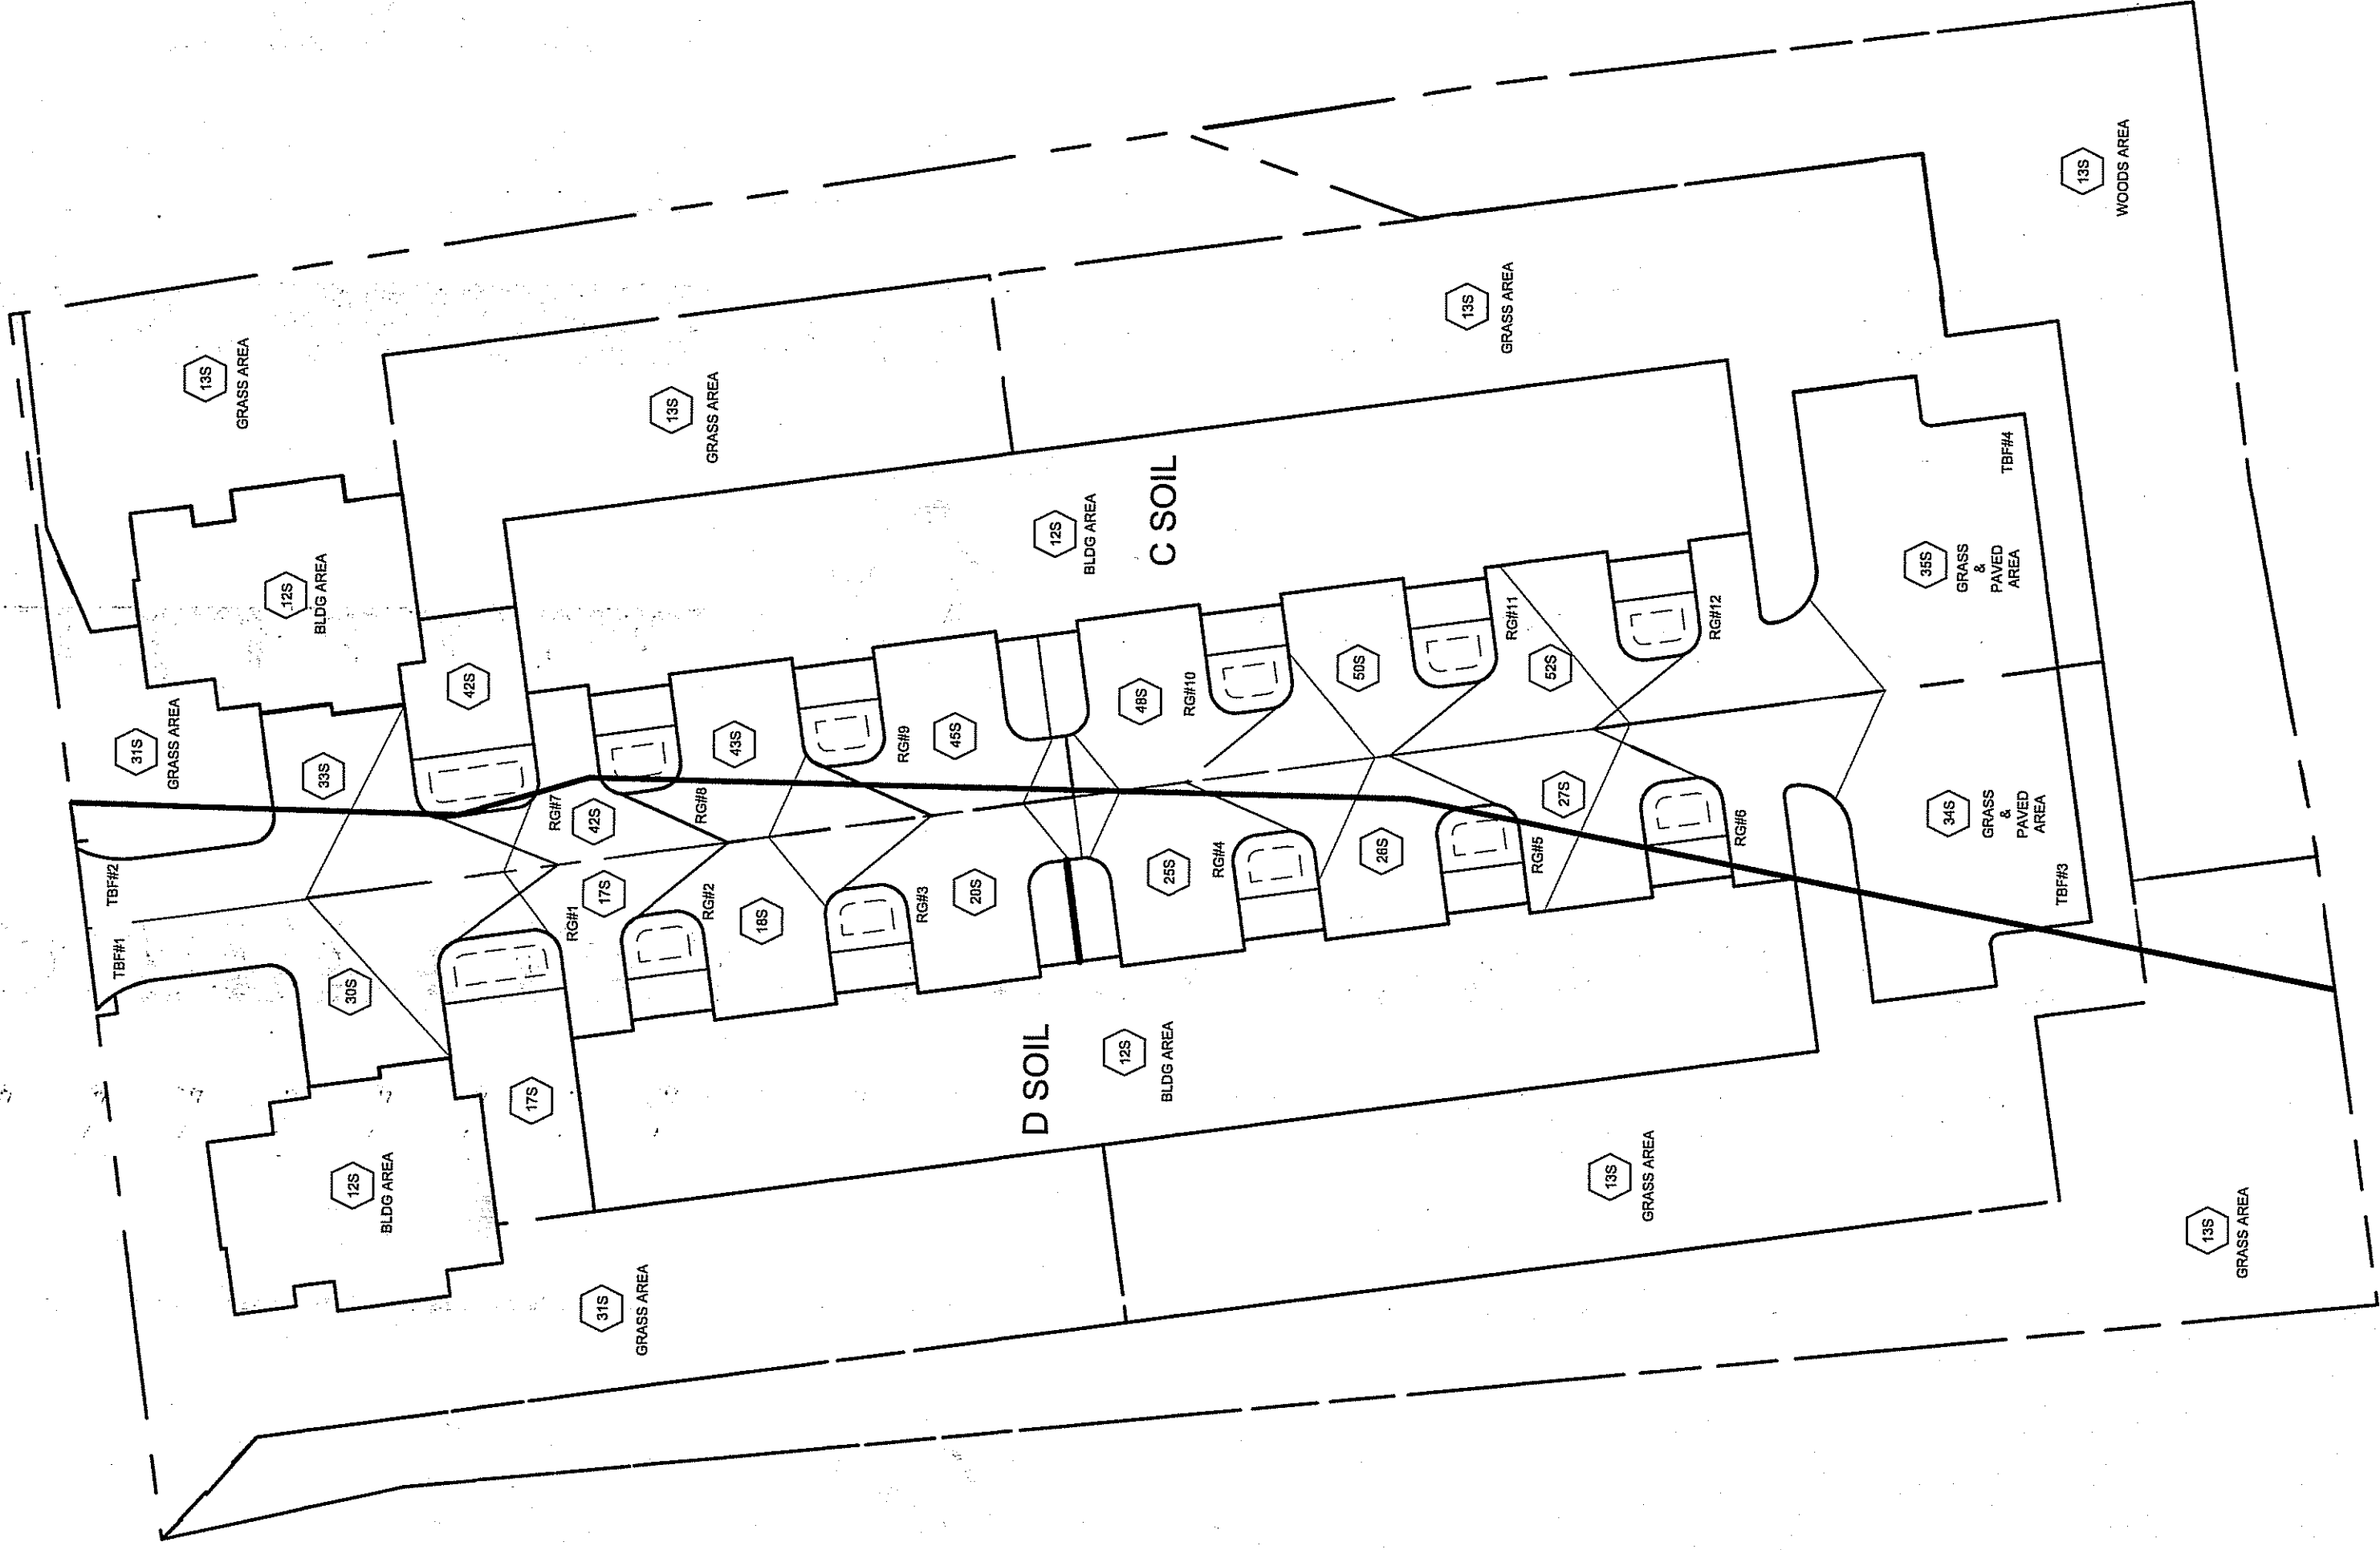 13S
GRASS AREA
12S
BLDG AREA
31S
GRASS AREA
33S
42S
TBF#2
TBF#1
30S
12S
BLDG AREA
17S
31S
GRASS AREA
13S
GRASS AREA
RG#7
42S
RG#8
43S
RG#9
45S
RG#1
17S
RG#2
18S
RG#3
20S
12S
BLDG AREA
C SOIL
D SOIL
12S
BLDG AREA
48S
RG#10
50S
RG#11
52S
RG#12
25S
RG#4
26S
RG#5
27S
RG#6
13S
GRASS AREA
13S
GRASS AREA
13S
WOODS AREA
35S
GRASS
&
PAVED
AREA
TBF#4
34S
GRASS
&
PAVED
AREA
TBF#3
13S
GRASS AREA